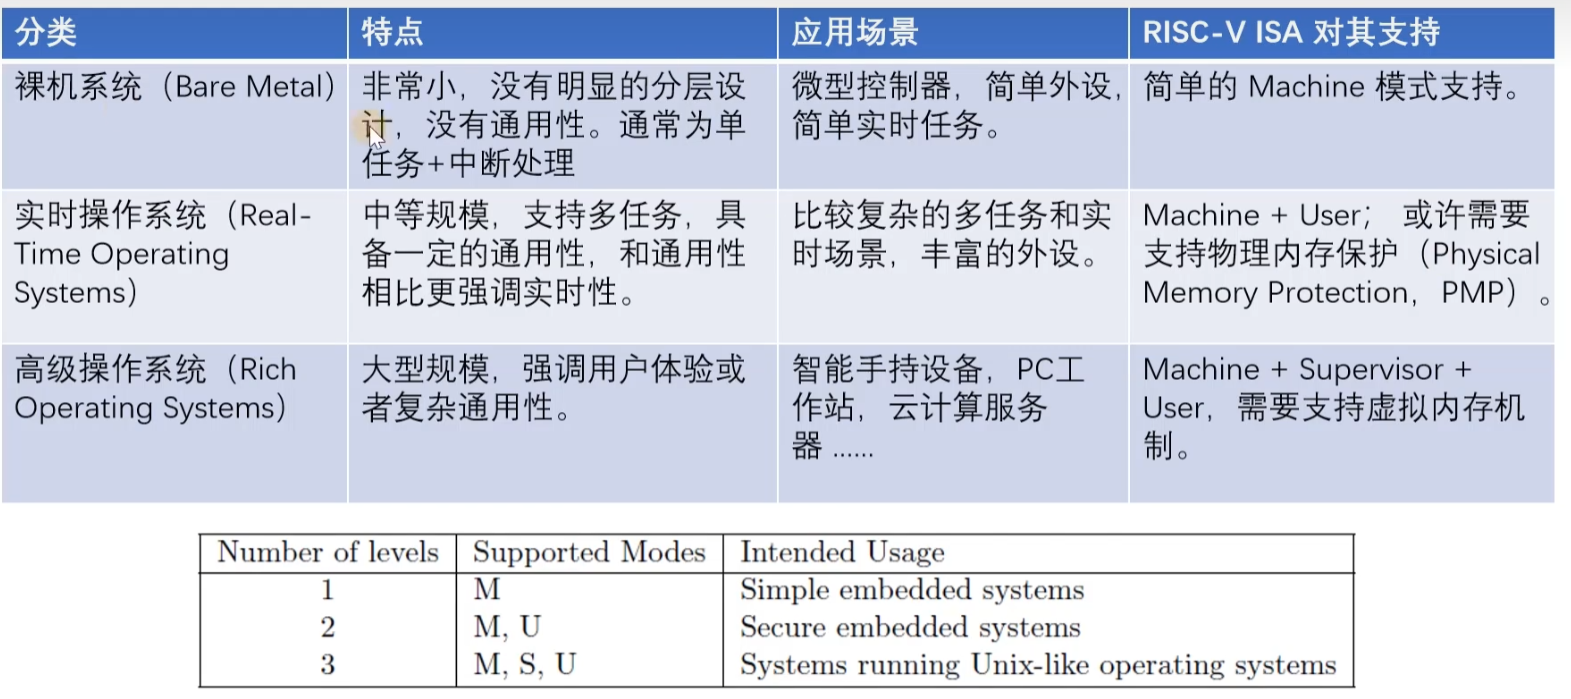 分类
特点
应用场景
RISC-V ISA 对其支持
裸机系统（Bare Metal）
非常小，没有明显的分层设
计，没有通用性。通常为单
任务+中断处理
微型控制器，简单外设，
简单实时任务。
简单的 Machine 模式支持。
实时操作系统（Real-
Time Operating
Systems）
中等规模，支持多任务，具
备一定的通用性，和通用性
相比更强调实时性。
比较复杂的多任务和实
时场景，丰富的外设。
Machine + User； 或许需要
支持物理内存保护（Physical
Memory Protection，PMP）。
高级操作系统（Rich
Operating Systems）
大型规模，强调用户体验或
者复杂通用性。
智能手持设备，PC工
作站，云计算服务
器 ......
Machine + Supervisor +
User，需要支持虚拟内存机
制。
Number of levels
Supported Modes
Intended Usage
1
M
Simple embedded systems
2
M, U
Secure embedded systems
3
M, S, U
Systems running Unix-like operating systems